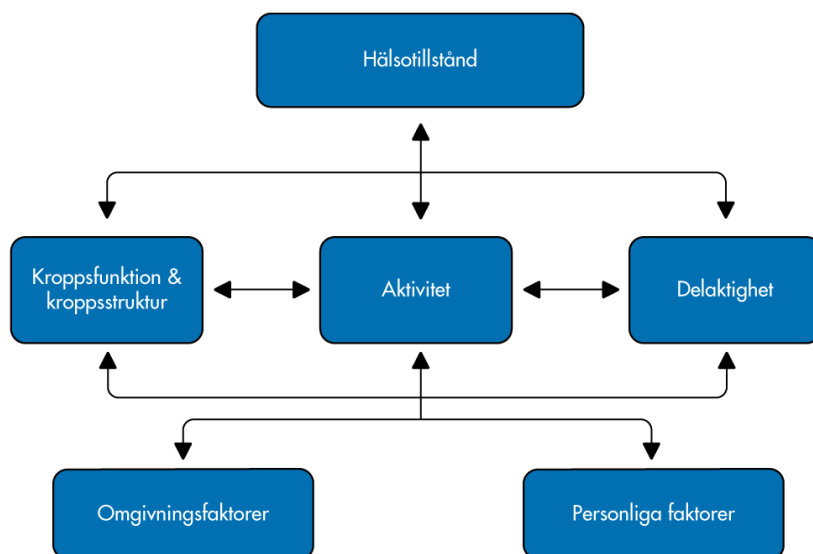 Hälsotillstånd
Kroppsfunktion &
kroppsstruktur
Aktivitet
Delaktighet
Omgivningsfaktorer
Personliga faktorer